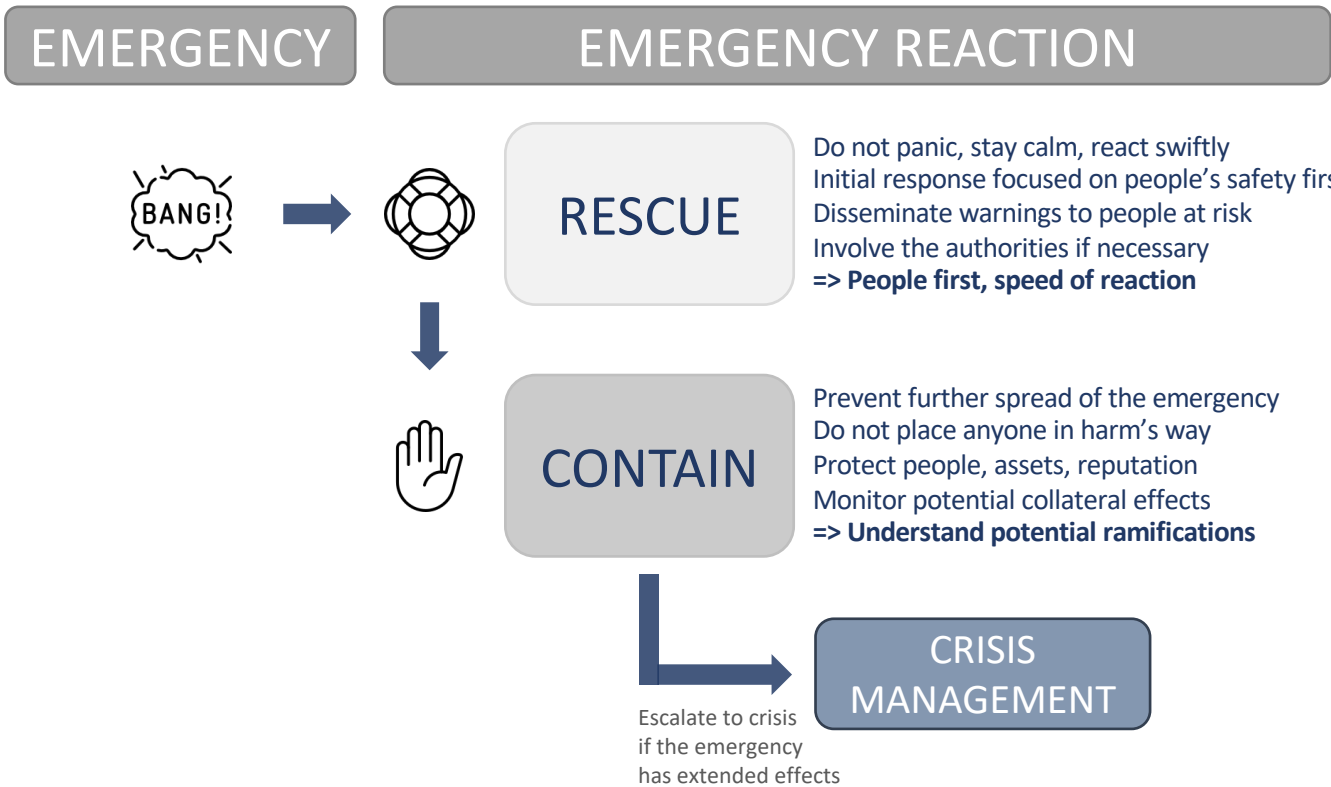 EMERGENCY
EMERGENCY REACTION
BANG!
RESCUE
Do not panic, stay calm, react swiftly
Initial response focused on people’s safety firs
Disseminate warnings to people at risk
Involve the authorities if necessary
=> People first, speed of reaction
CONTAIN
Prevent further spread of the emergency
Do not place anyone in harm’s way
Protect people, assets, reputation
Monitor potential collateral effects
=> Understand potential ramifications
CRISIS
MANAGEMENT
Escalate to crisis
if the emergency
has extended effects